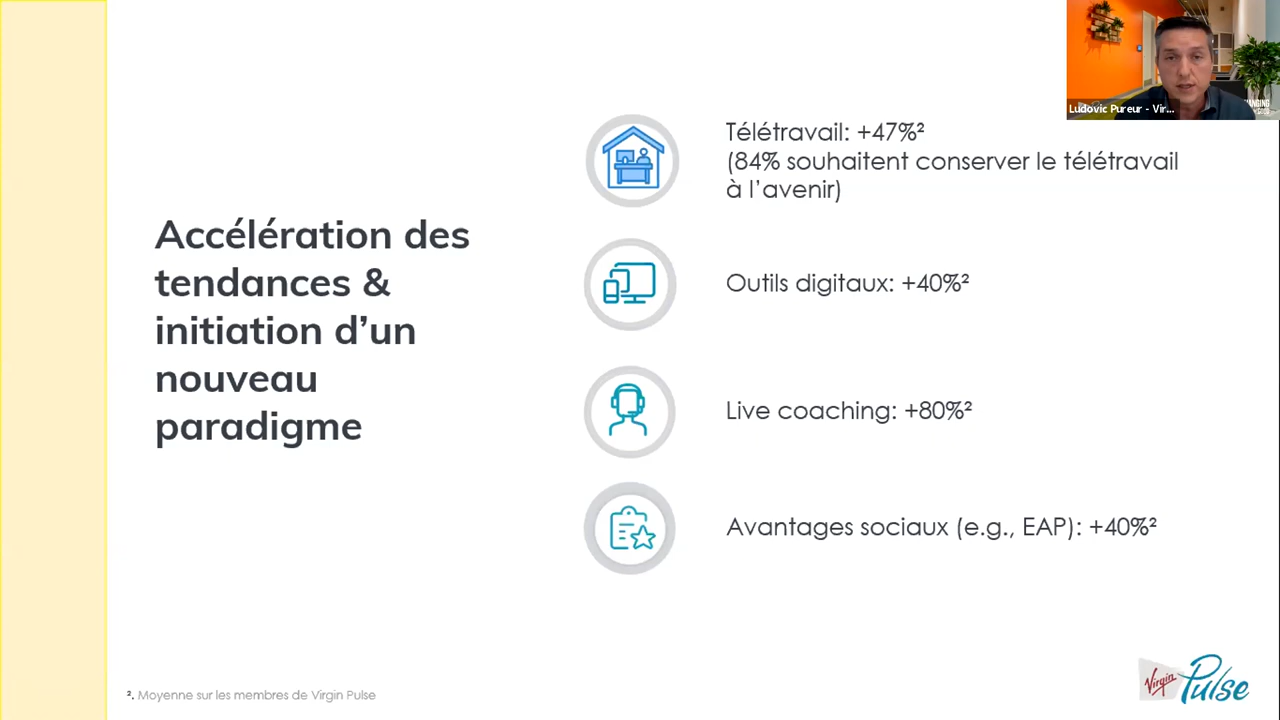 Accélération des
tendances &
initiation d’un
nouveau
paradigme
Télétravail: +47%²
(84% souhaitent conserver le télétravail
à l’avenir)
Outils digitaux: +40%²
Live coaching: +80%²
Avantages sociaux (e.g., EAP): +40%²
². Moyenne sur les membres de Virgin Pulse
Virgin Pulse
Ludovic Pureur - Vir...